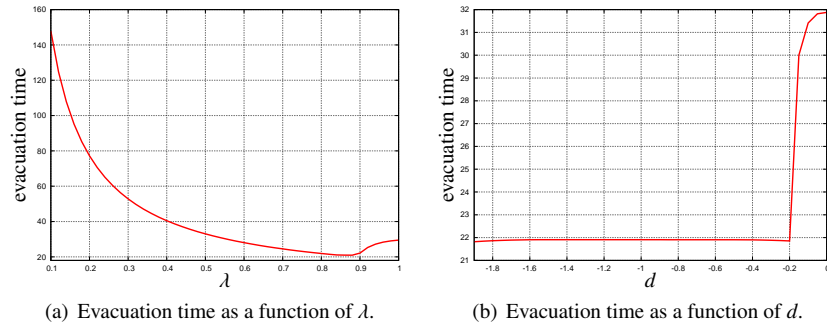 160
140
120
100
80
60
40
20
evacuation time
0.1 0.2 0.3 0.4 0.5 0.6 0.7 0.8 0.9 1
λ
(a) Evacuation time as a function of λ.
32
31
30
29
28
27
26
25
24
23
22
21
evacuation time
-1.8 -1.6 -1.4 -1.2 -1 -0.8 -0.6 -0.4 -0.2 0
d
(b) Evacuation time as a function of d.